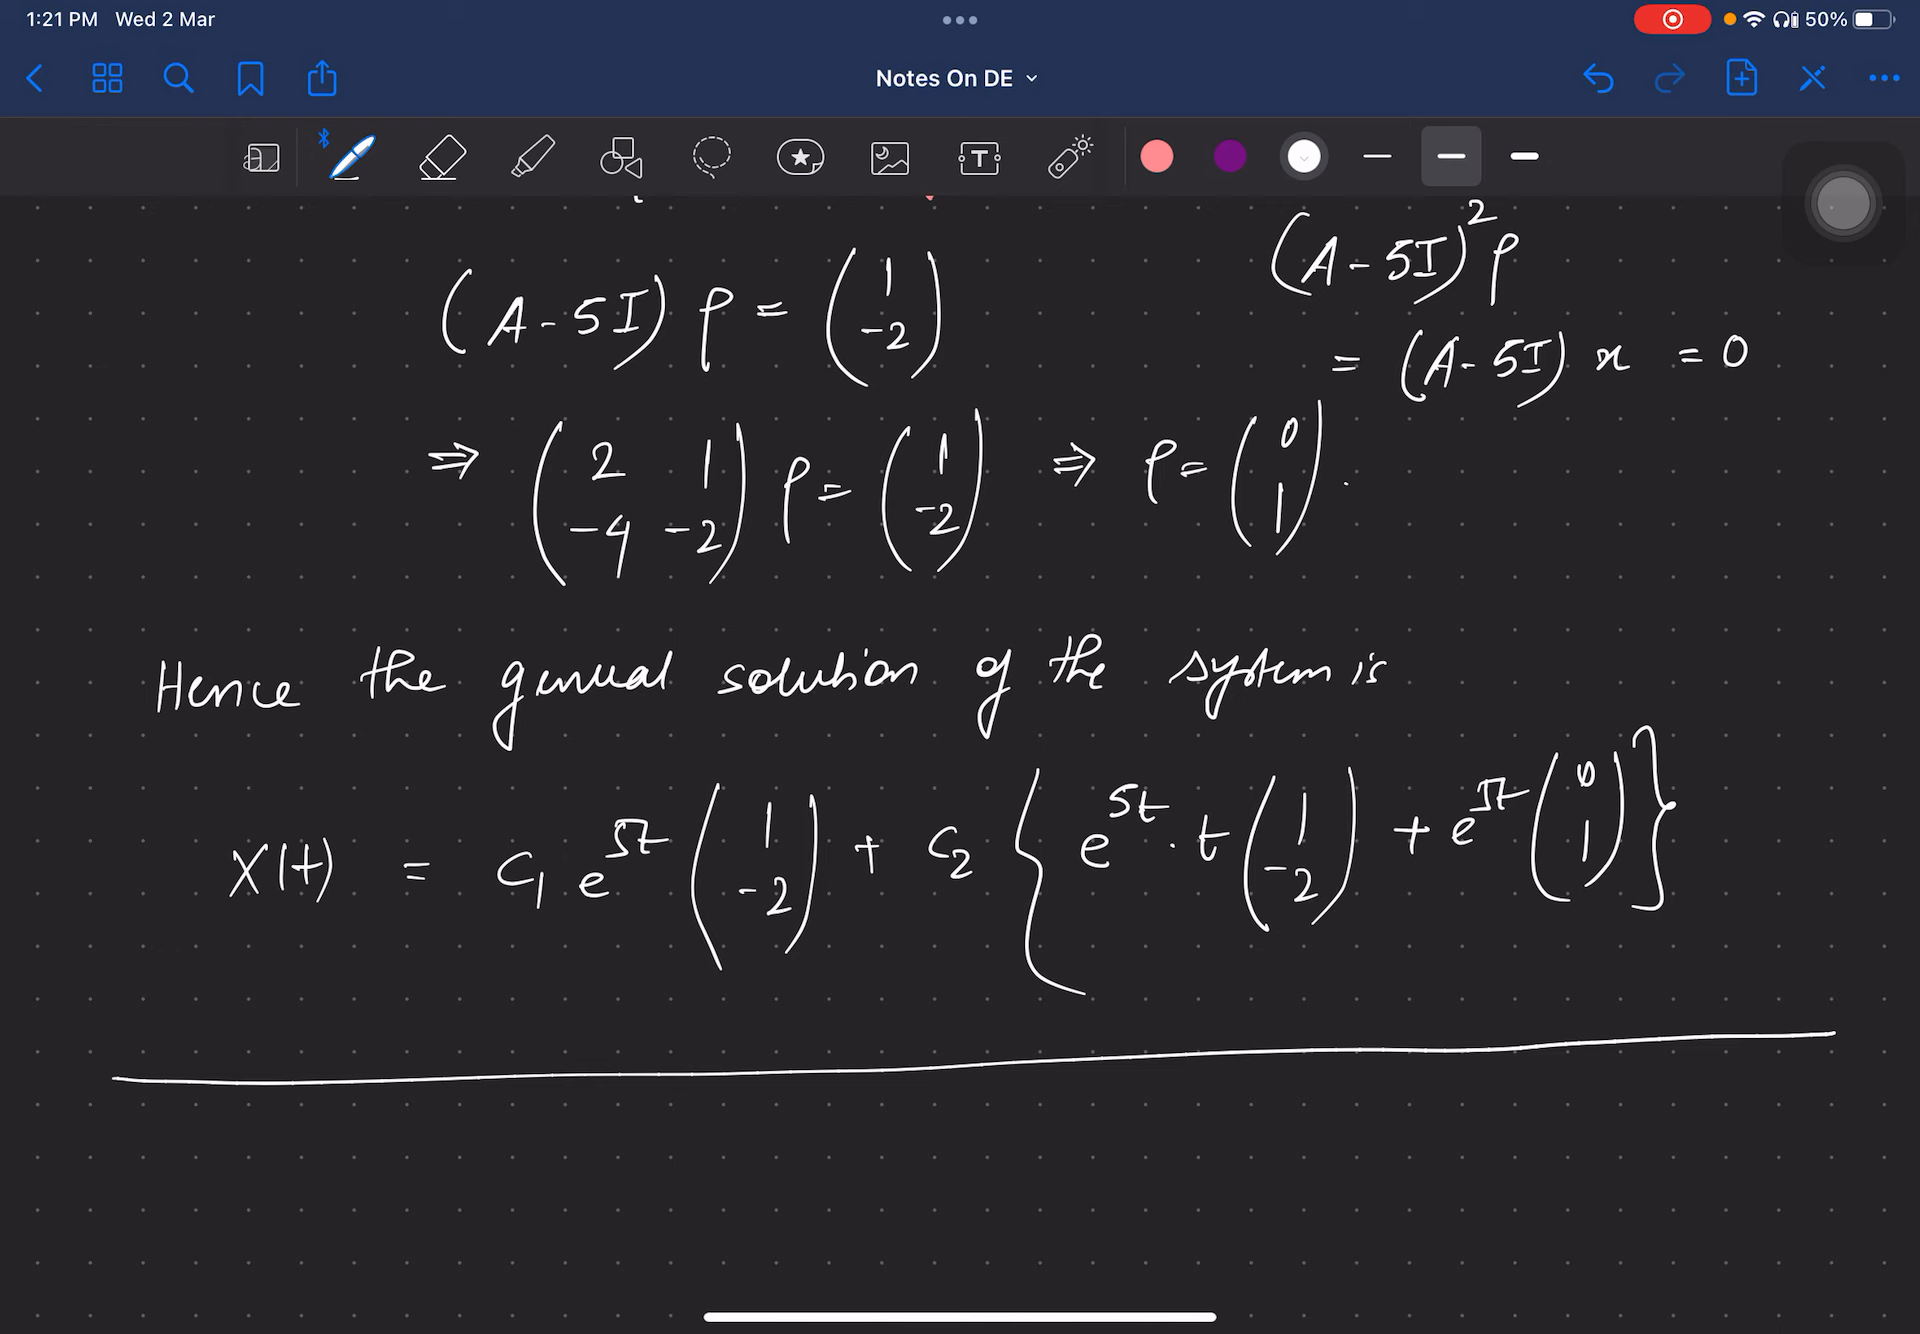 1:21 PM Wed 2 Mar
50%
Notes On DE
(A - 5I) ρ = (1 -2)
(A - 5I)² ρ
= (A - 5I) x = 0
⇒ (2 1 -4 -2) ρ = (1 -2) ⇒ ρ = (0 1).
Hence the general solution of the system is
X(t) = C₁ e^5t (1 -2) + C₂ { e^5t . t (1 -2) + e^5t (0 1) }